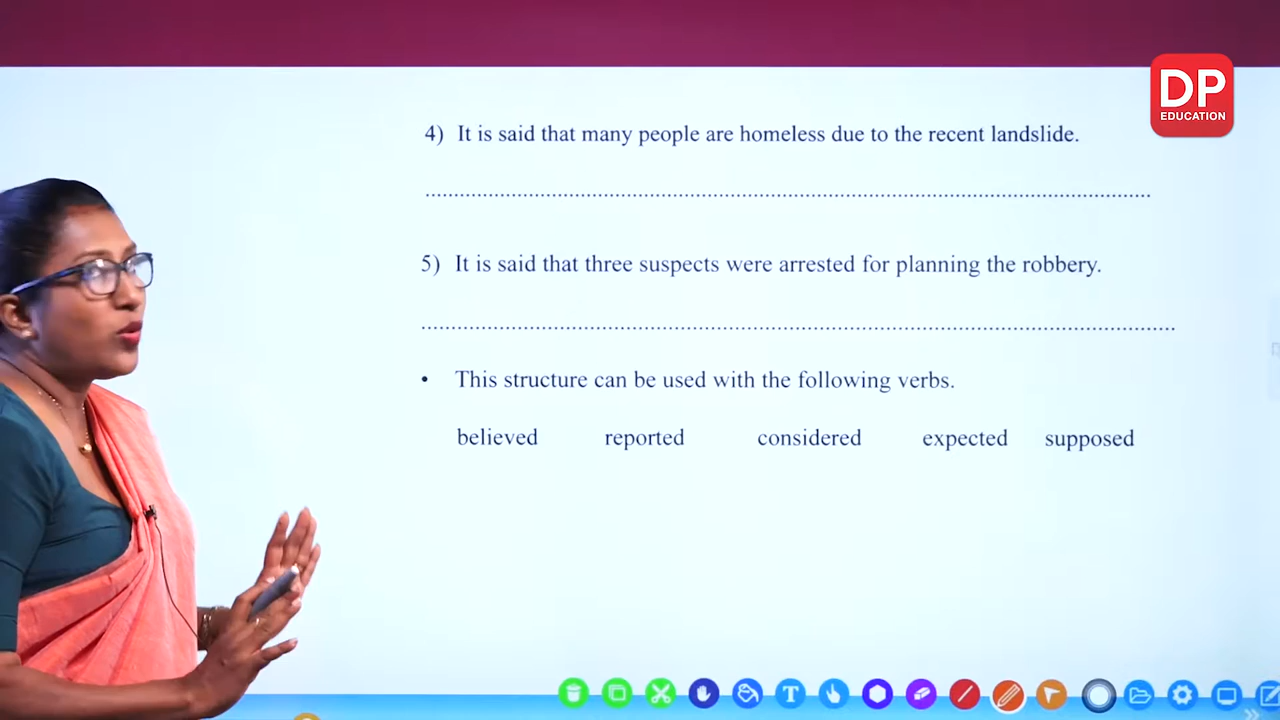 DP
EDUCATION
4) It is said that many people are homeless due to the recent landslide.
5) It is said that three suspects were arrested for planning the robbery.
• This structure can be used with the following verbs.
believed reported considered expected supposed